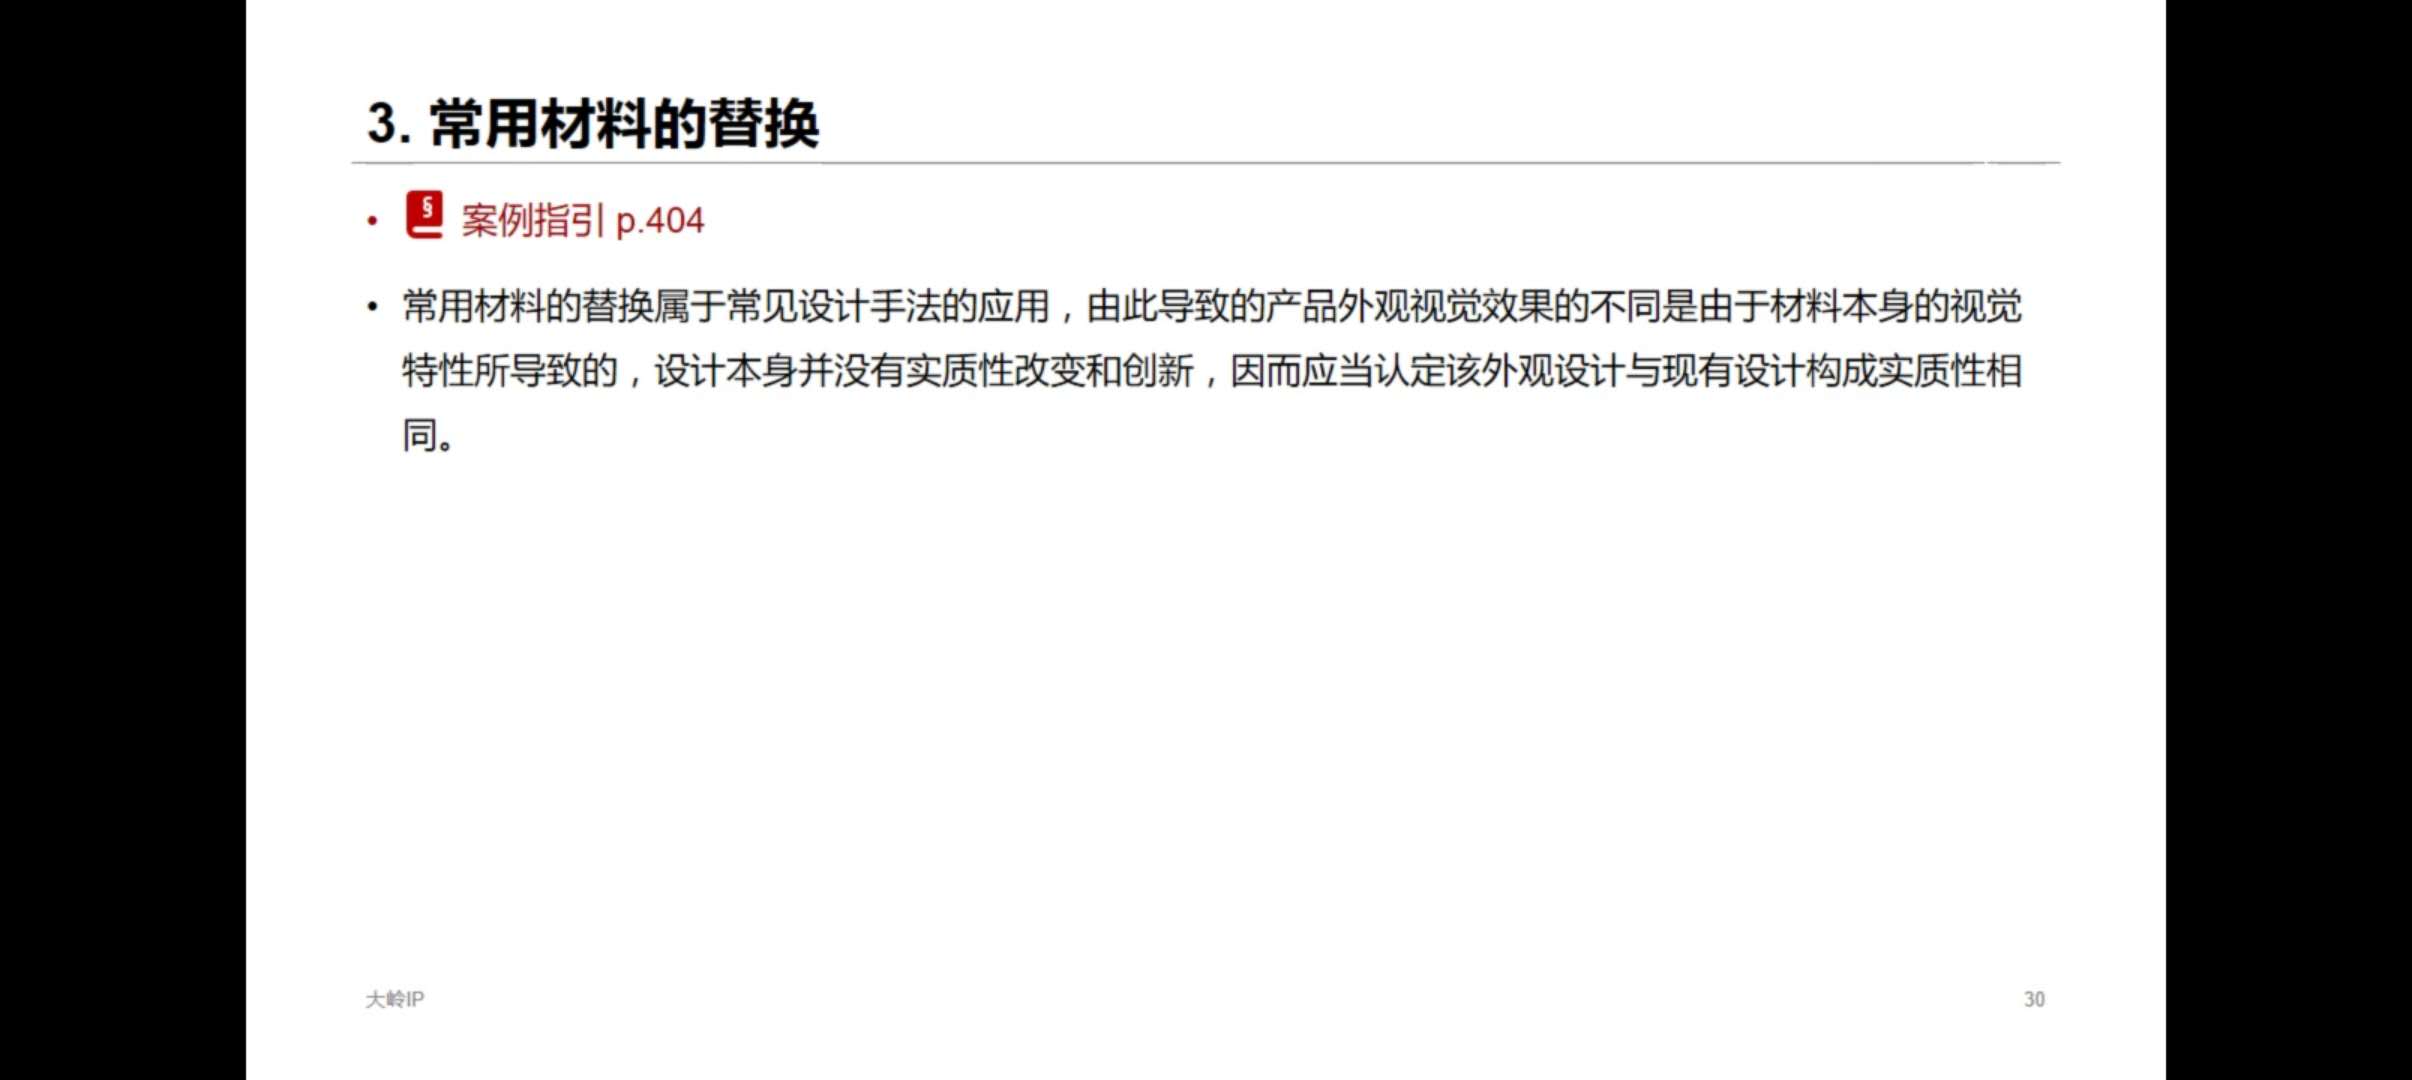 3. 常用材料的替换
• § 案例指引 p.404
• 常用材料的替换属于常见设计手法的应用，由此导致的产品外观视觉效果的不同是由于材料本身的视觉
特性所导致的，设计本身并没有实质性改变和创新，因而应当认定该外观设计与现有设计构成实质性相
同。
大岭IP
30